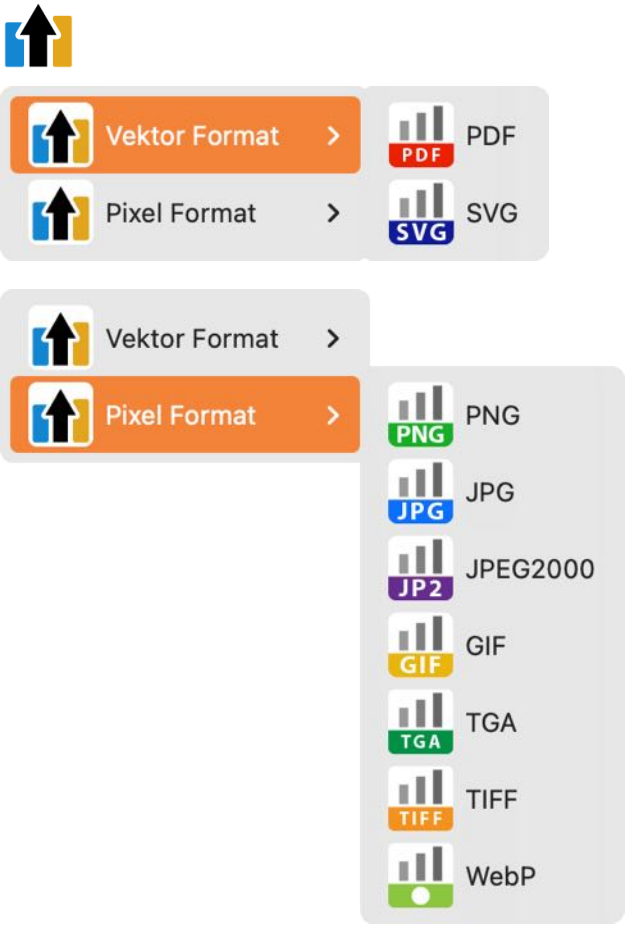 Vektor Format
PDF PDF
Pixel Format
SVG SVG
Vektor Format
Pixel Format
PNG PNG
JPG JPG
JP2 JPEG2000
GIF GIF
TGA TGA
TIFF TIFF
WebP